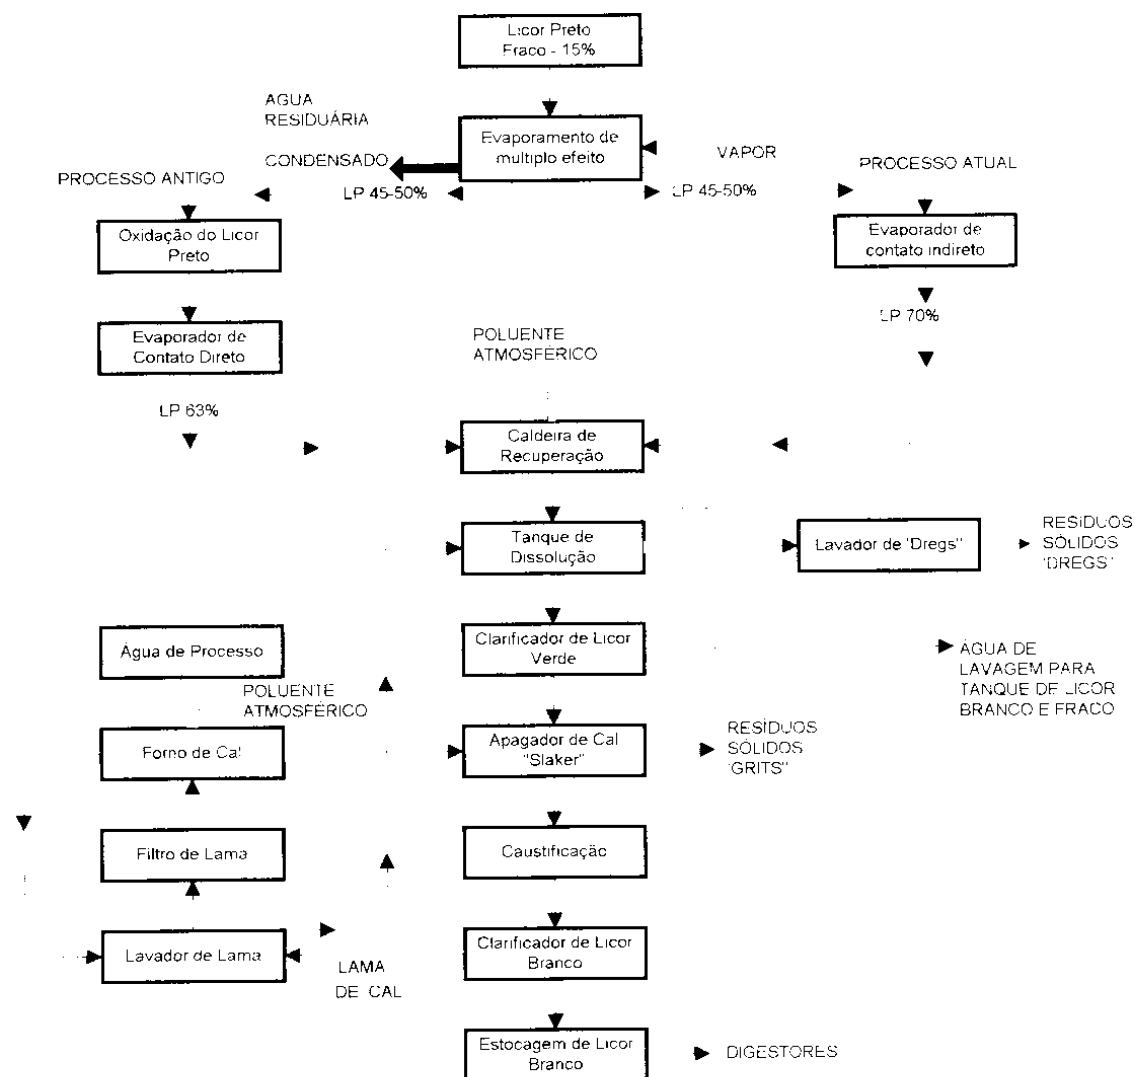 Licor Preto
Fraco - 15%
AGUA
RESIDUÁRIA
Evaporamento de
multiplo efeito
CONDENSADO
VAPOR
PROCESSO ANTIGO
PROCESSO ATUAL
LP 45-50%
LP 45-50%
Oxidação do Licor
Preto
Evaporador de
contato indireto
LP 70%
Evaporador de
Contato Direto
POLUENTE
ATMOSFÉRICO
LP 63%
Caldeira de
Recuperação
Tanque de
Dissolução
Lavador de 'Dregs"
RESÍDUOS
SÓLIDOS
'DREGS"
Água de Processo
Clarificador de Licor
Verde
ÁGUA DE
LAVAGEM PARA
TANQUE DE LICOR
BRANCO E FRACO
POLUENTE
ATMOSFÉRICO
Forno de Cal
Apagador de Cal
"Slaker"
RESÍDUOS
SÓLIDOS
'GRITS"
Filtro de Lama
Caustificação
Lavador de Lama
LAMA
DE CAL
Clarificador de Licor
Branco
Estocagem de Licor
Branco
DIGESTORES